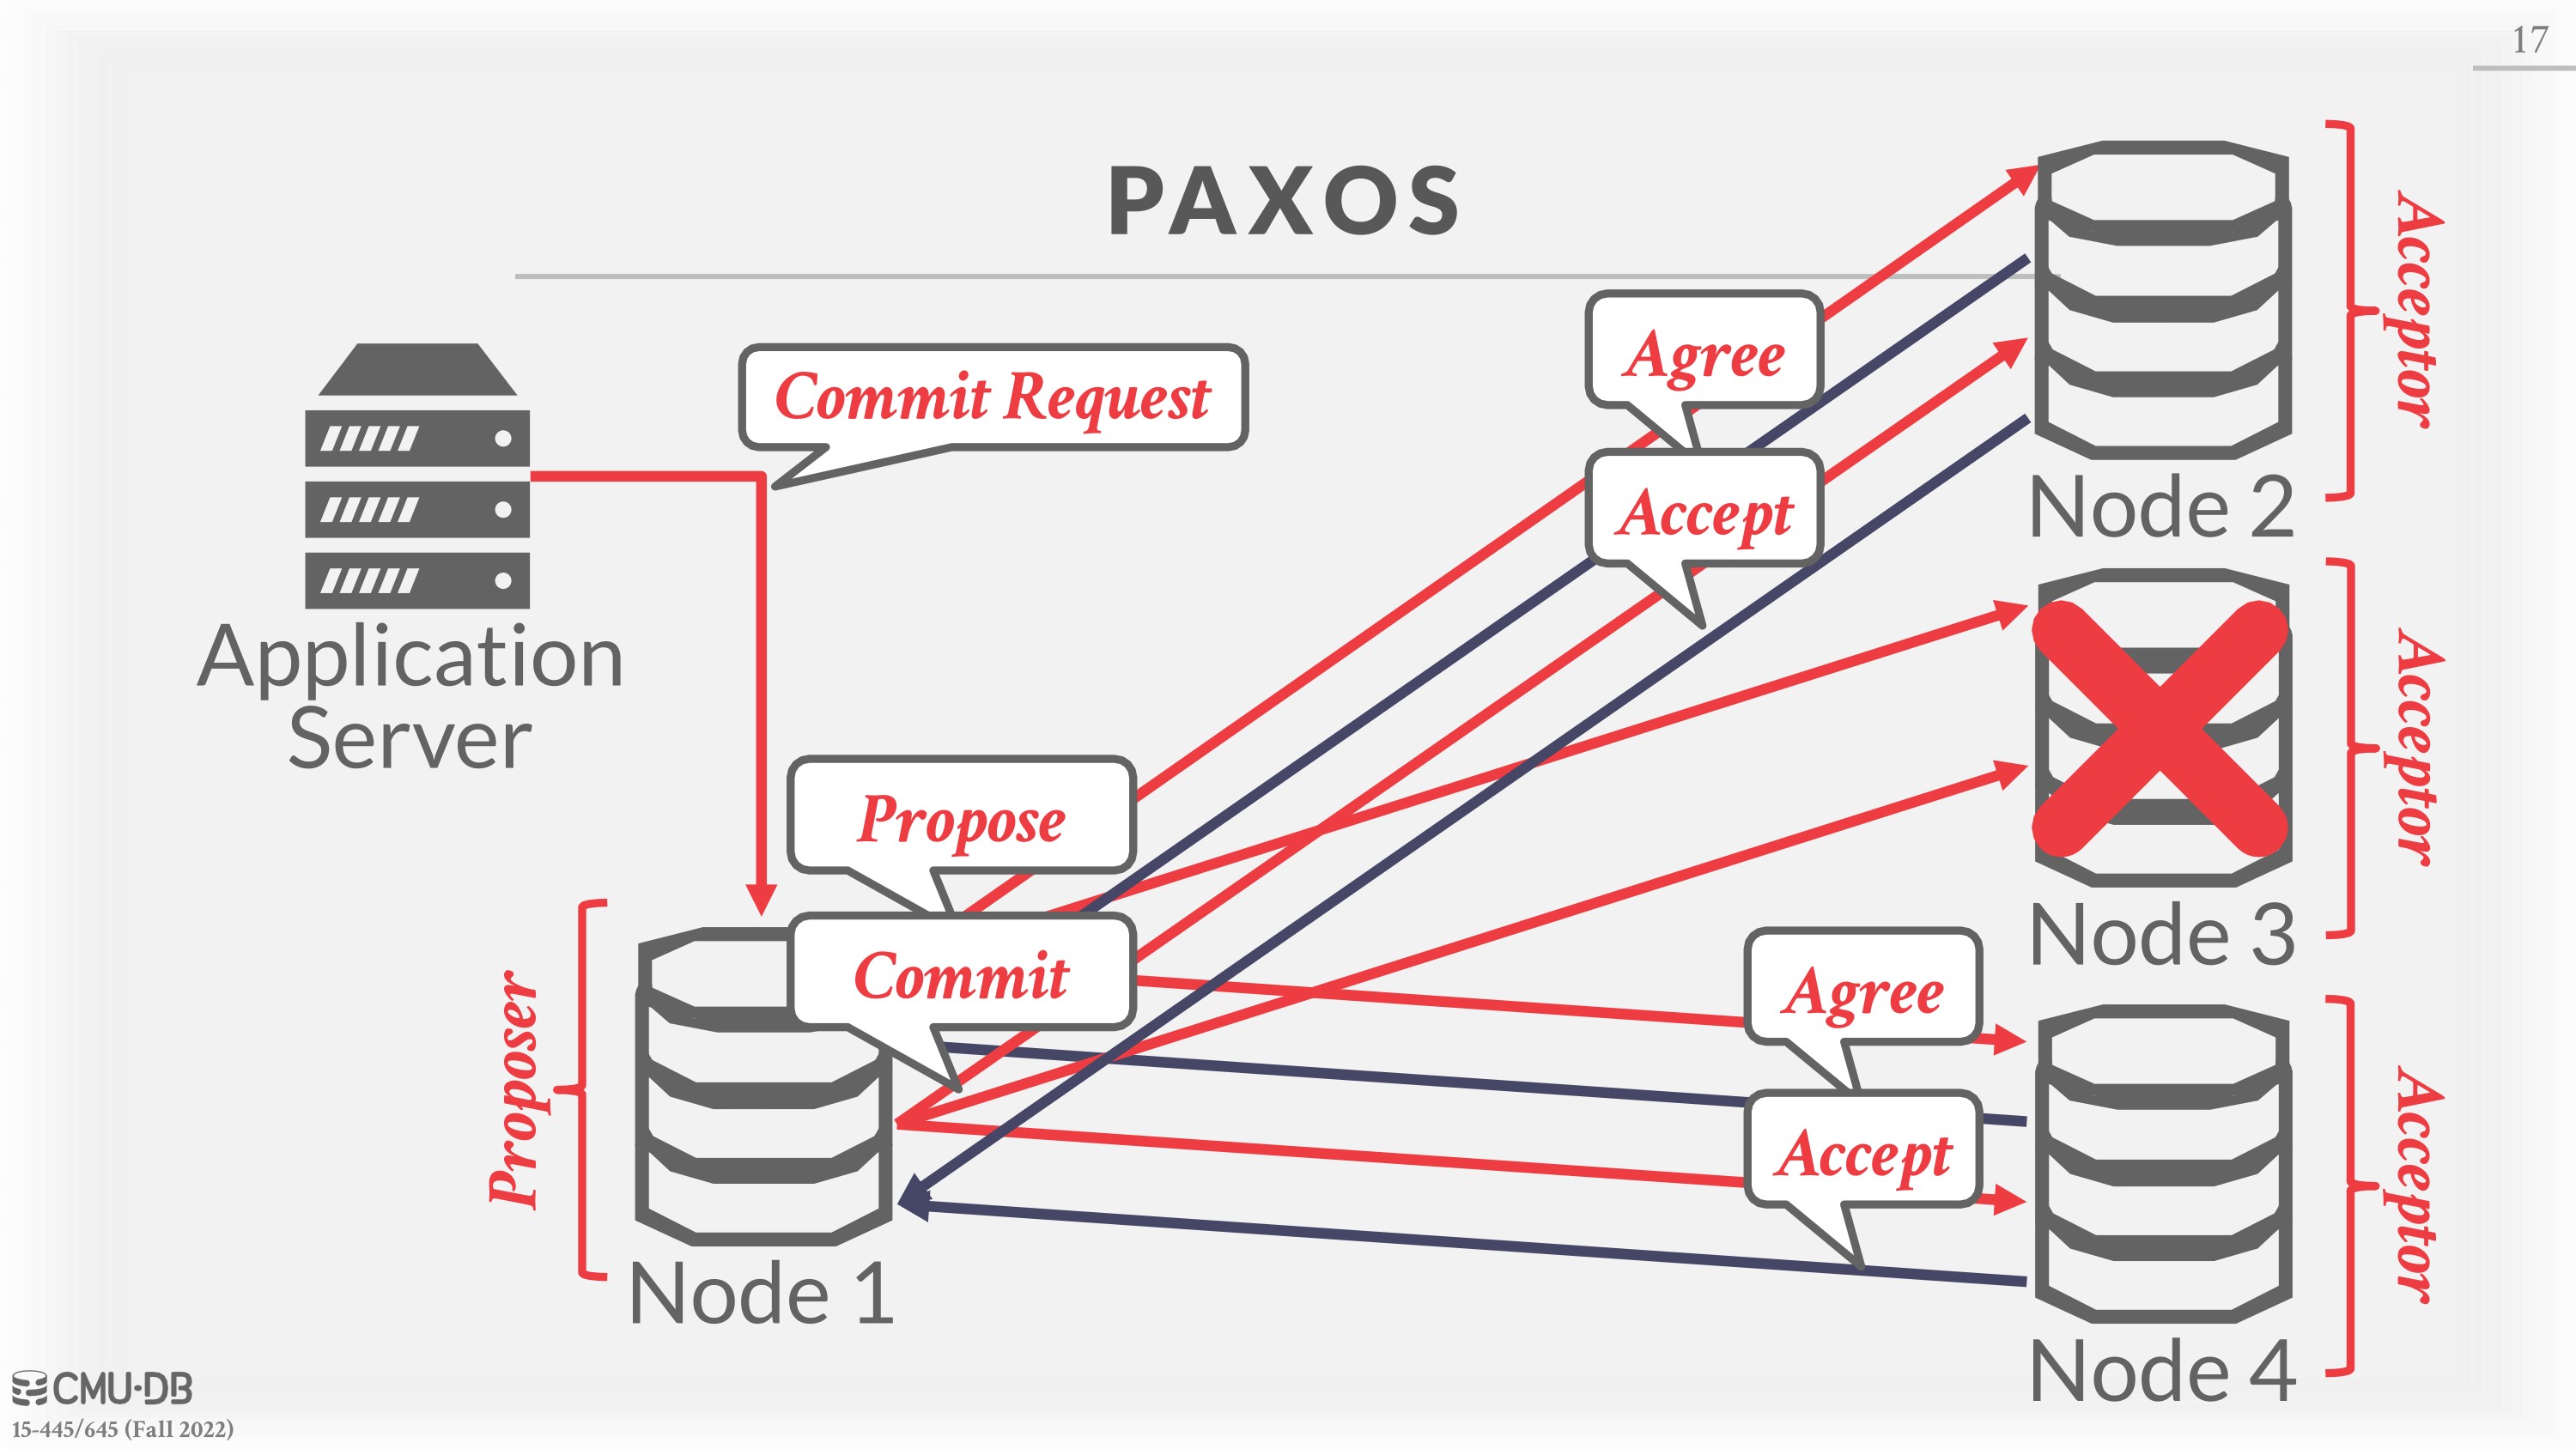 17
PAXOS
Commit Request
Agree
Accept
Acceptor
Node 2
Application
Server
Propose
Commit
Proposer
Node 1
Acceptor
Node 3
Agree
Accept
Acceptor
Node 4
CMU·DB
15-445/645 (Fall 2022)